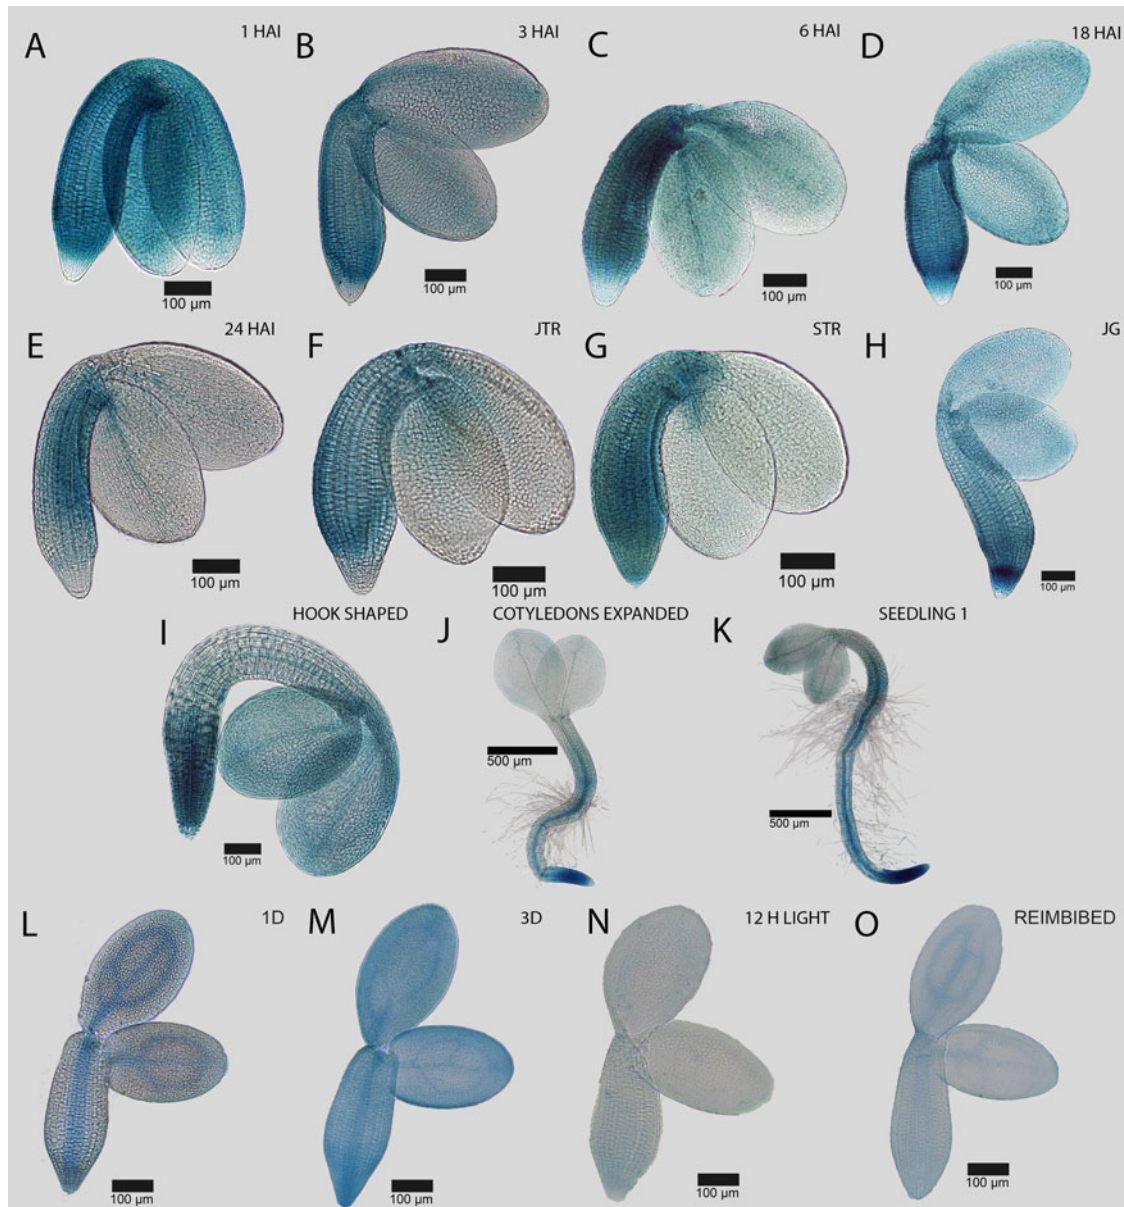 A 1 HAI
B 3 HAI
C 6 HAI
D 18 HAI
100 µm
100 µm
100 µm
100 µm
E 24 HAI
F JTR
G STR
H JG
100 µm
100 µm
100 µm
100 µm
I HOOK SHAPED
J COTYLEDONS EXPANDED
K SEEDLING 1
100 µm
500 µm
500 µm
L 1D
M 3D
N 12 H LIGHT
O REIMBIBED
100 µm
100 µm
100 µm
100 µm